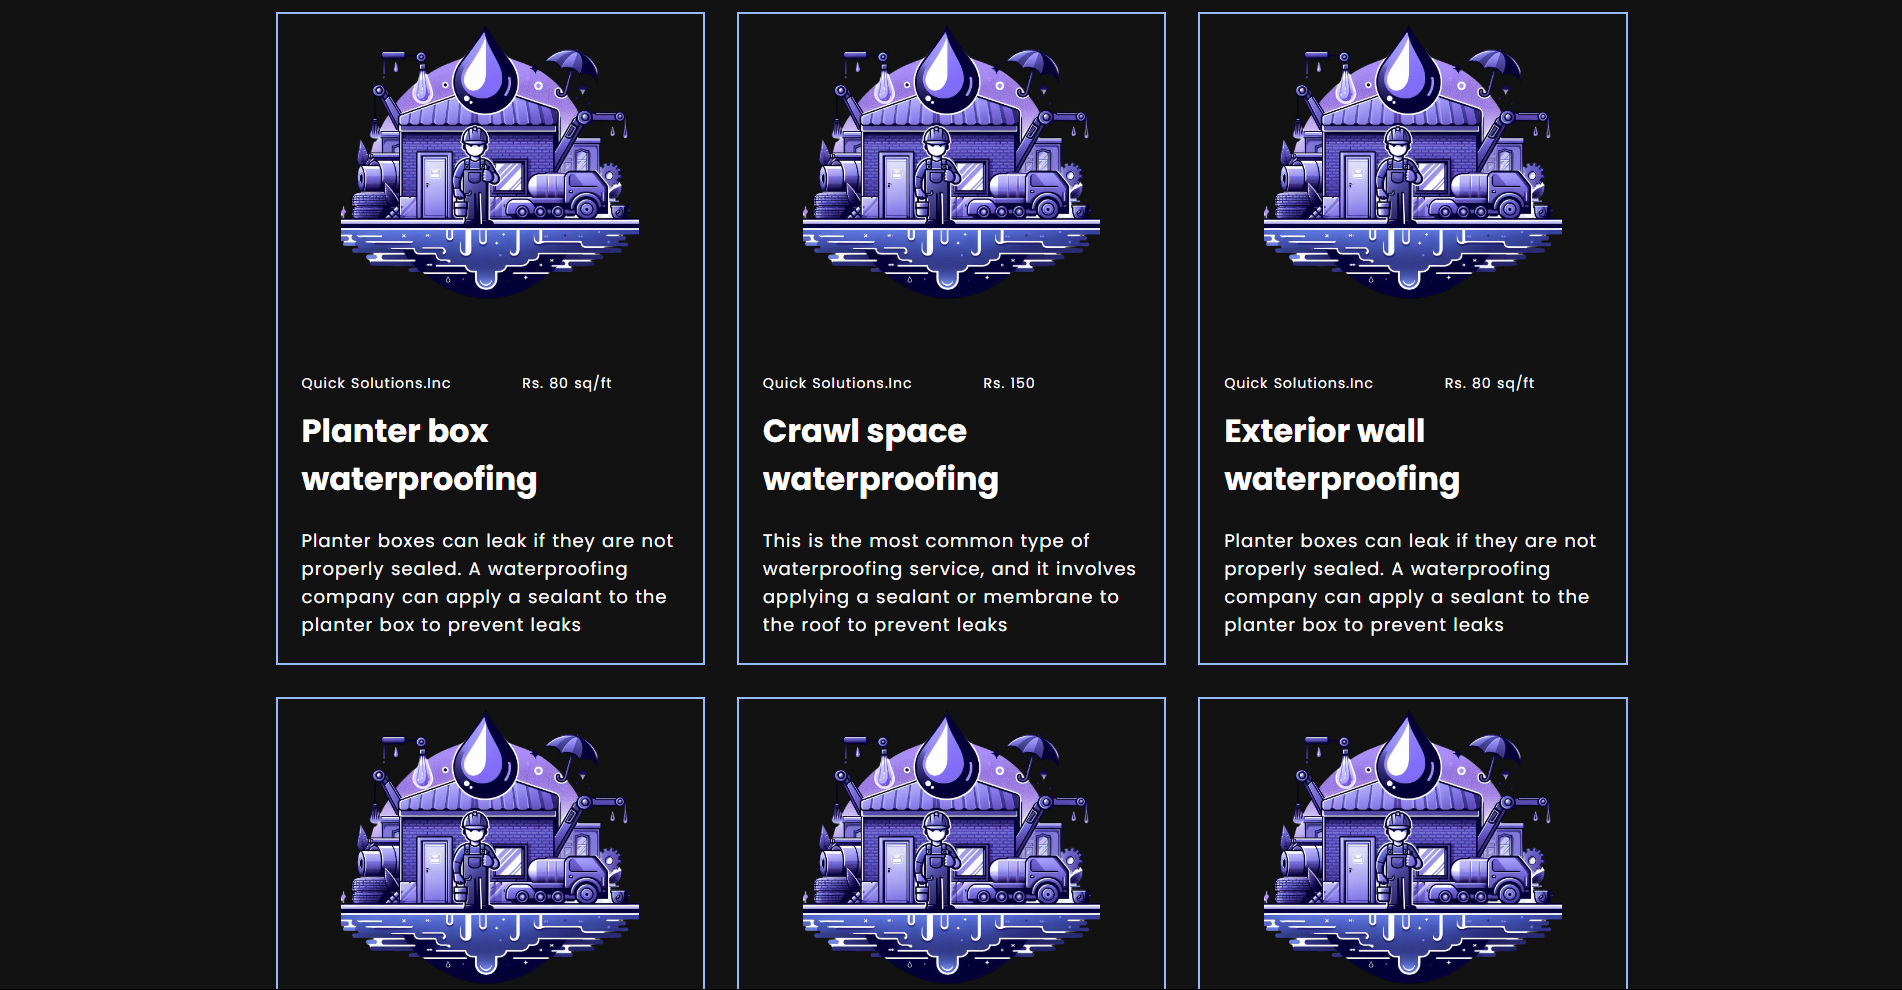 Quick Solutions.Inc Rs. 80 sq/ft
Planter box
waterproofing
Planter boxes can leak if they are not
properly sealed. A waterproofing
company can apply a sealant to the
planter box to prevent leaks
Quick Solutions.Inc Rs. 150
Crawl space
waterproofing
This is the most common type of
waterproofing service, and it involves
applying a sealant or membrane to
the roof to prevent leaks
Quick Solutions.Inc Rs. 80 sq/ft
Exterior wall
waterproofing
Planter boxes can leak if they are not
properly sealed. A waterproofing
company can apply a sealant to the
planter box to prevent leaks